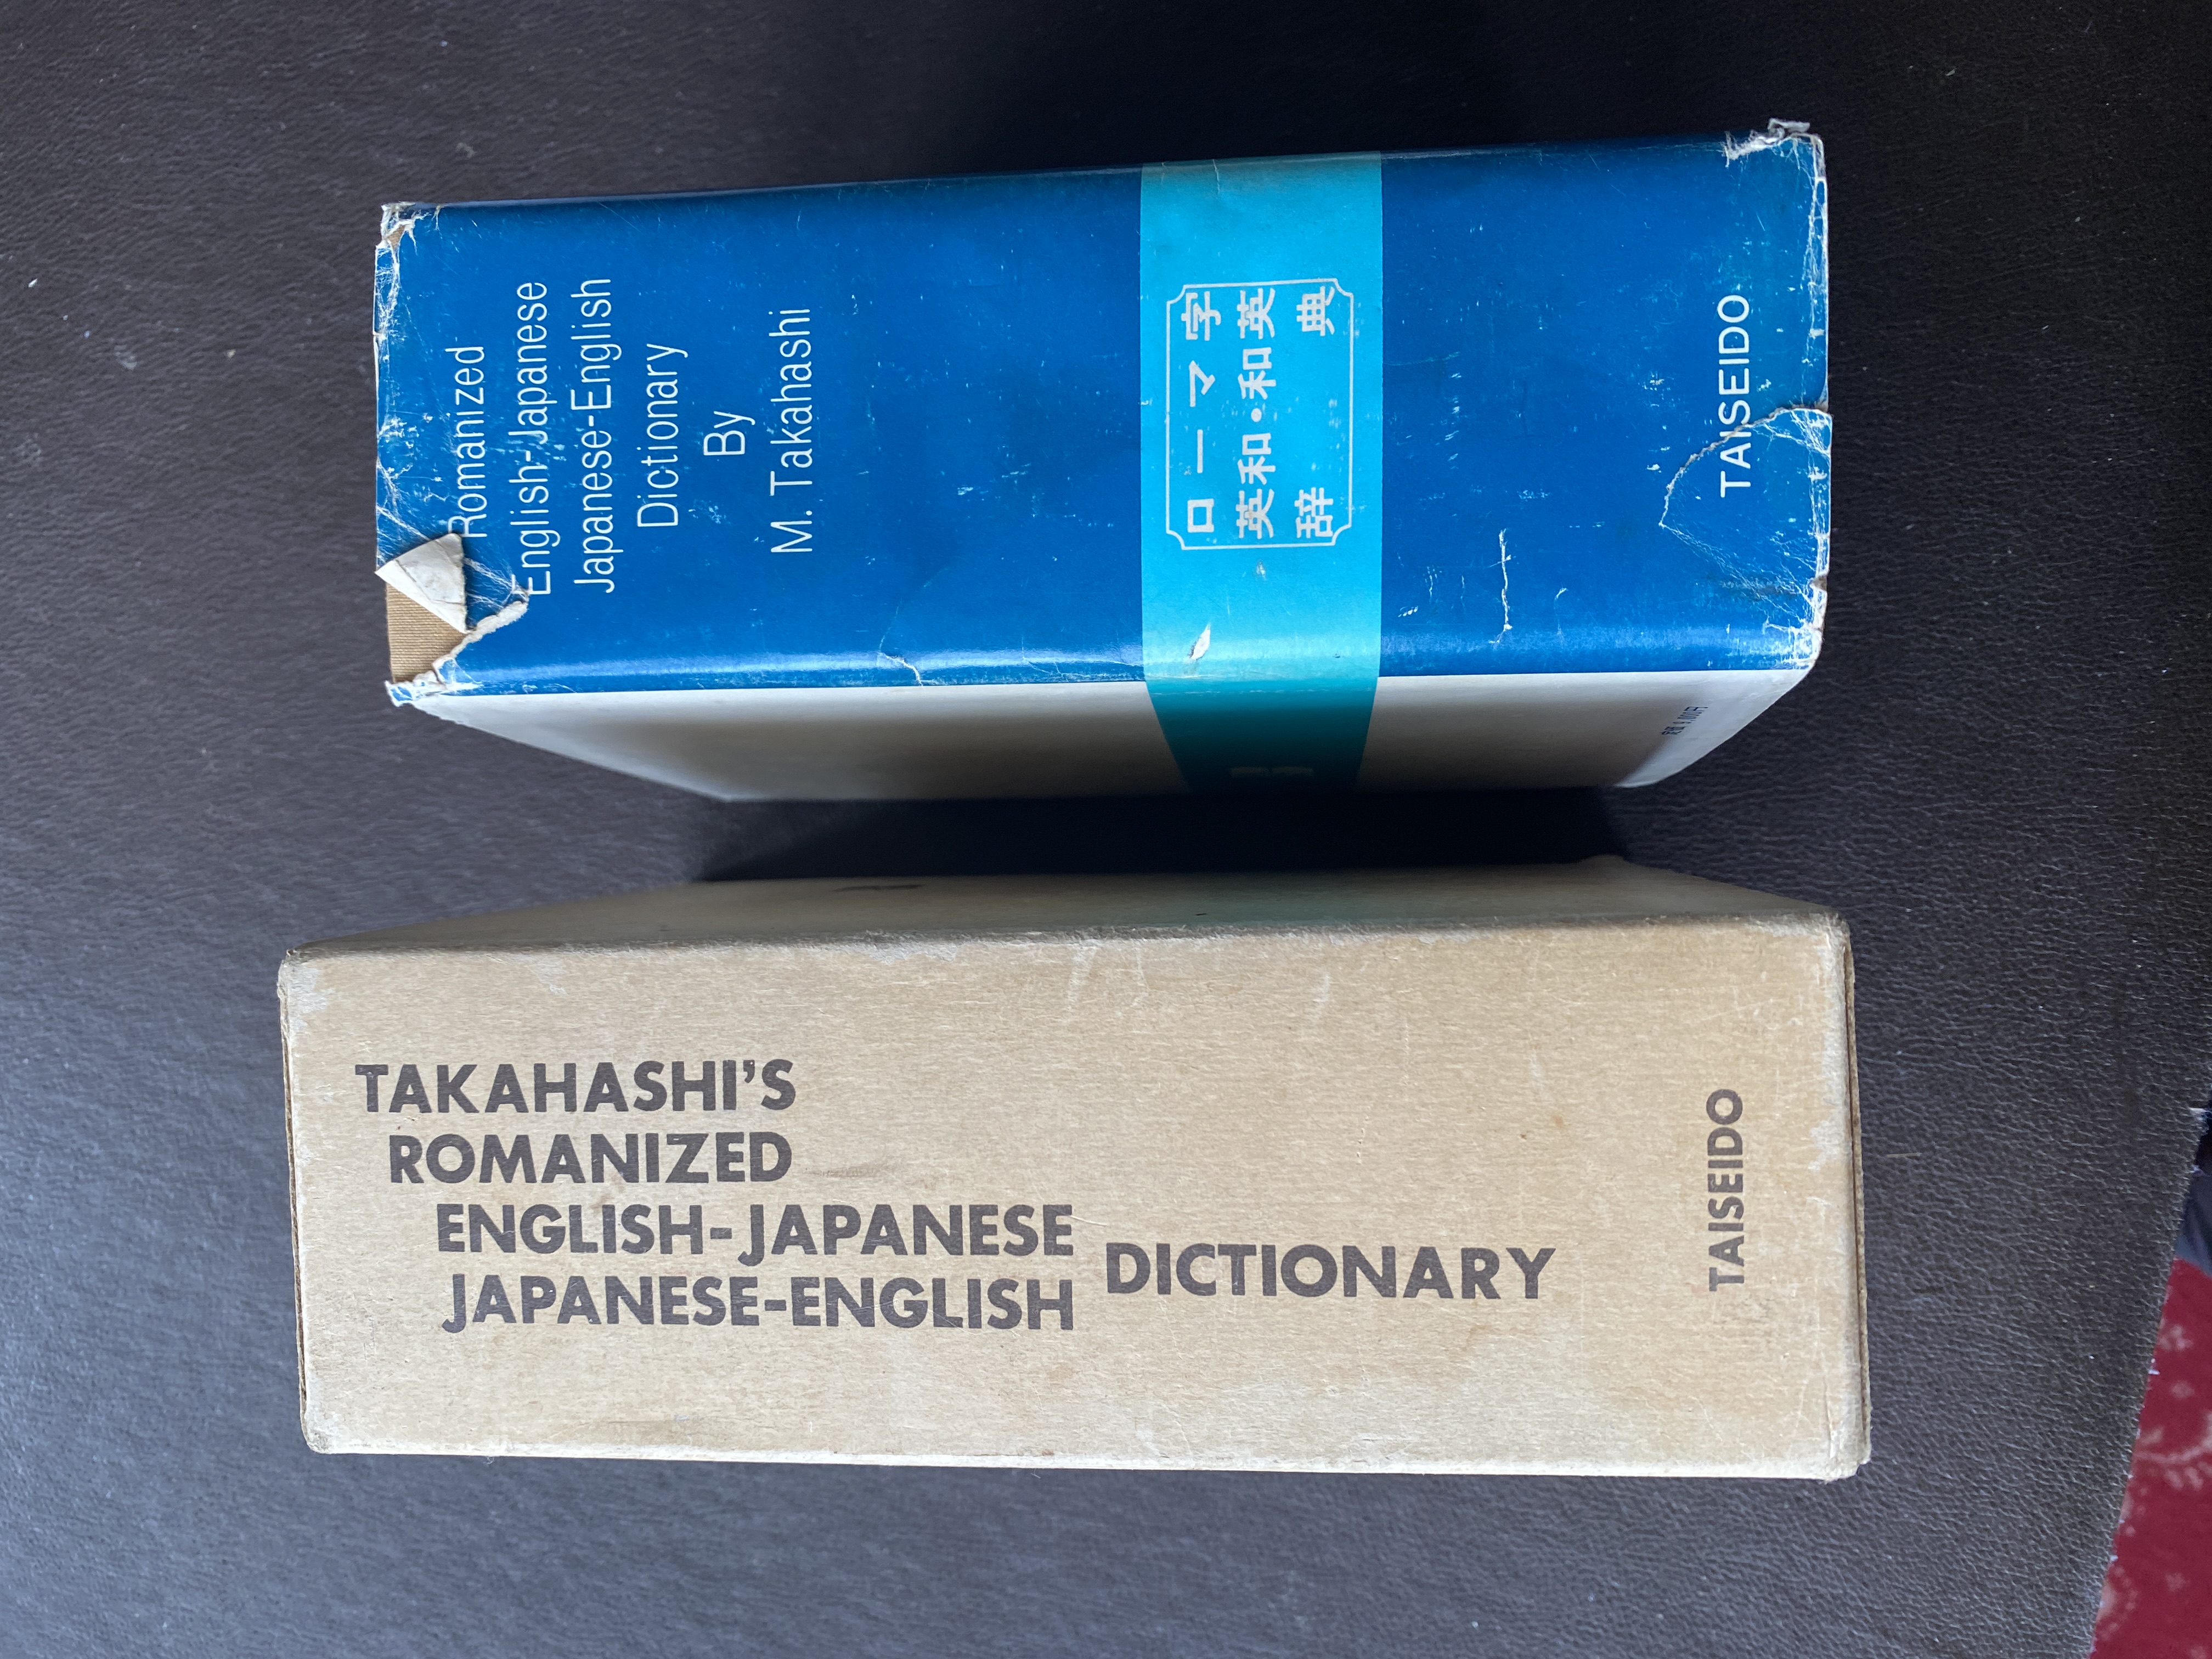 Romanized
English-Japanese
Japanese-English
Dictionary
By
M. Takahashi
ローマ字
英和・和英
辞典
TAISEIDO
TAKAHASHI'S
ROMANIZED
ENGLISH-JAPANESE
JAPANESE-ENGLISH
DICTIONARY
TAISEIDO